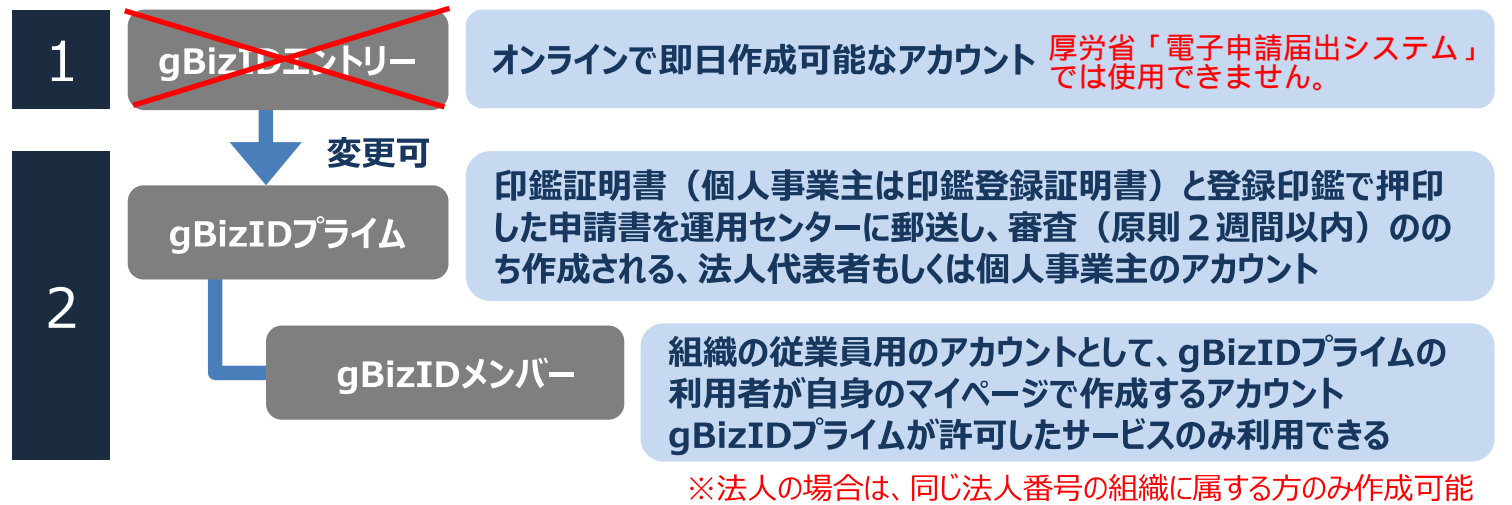 1
gBizIDエントリー
オンラインで即日作成可能なアカウント
厚労省「電子申請届出システム」
では使用できません。
変更可
2
gBizIDプライム
印鑑証明書（個人事業主は印鑑登録証明書）と登録印鑑で押印
した申請書を運用センターに郵送し、審査（原則２週間以内）のの
ち作成される、法人代表者もしくは個人事業主のアカウント
gBizIDメンバー
組織の従業員用のアカウントとして、gBizIDプライムの
利用者が自身のマイページで作成するアカウント
gBizIDプライムが許可したサービスのみ利用できる
※法人の場合は、同じ法人番号の組織に属する方のみ作成可能